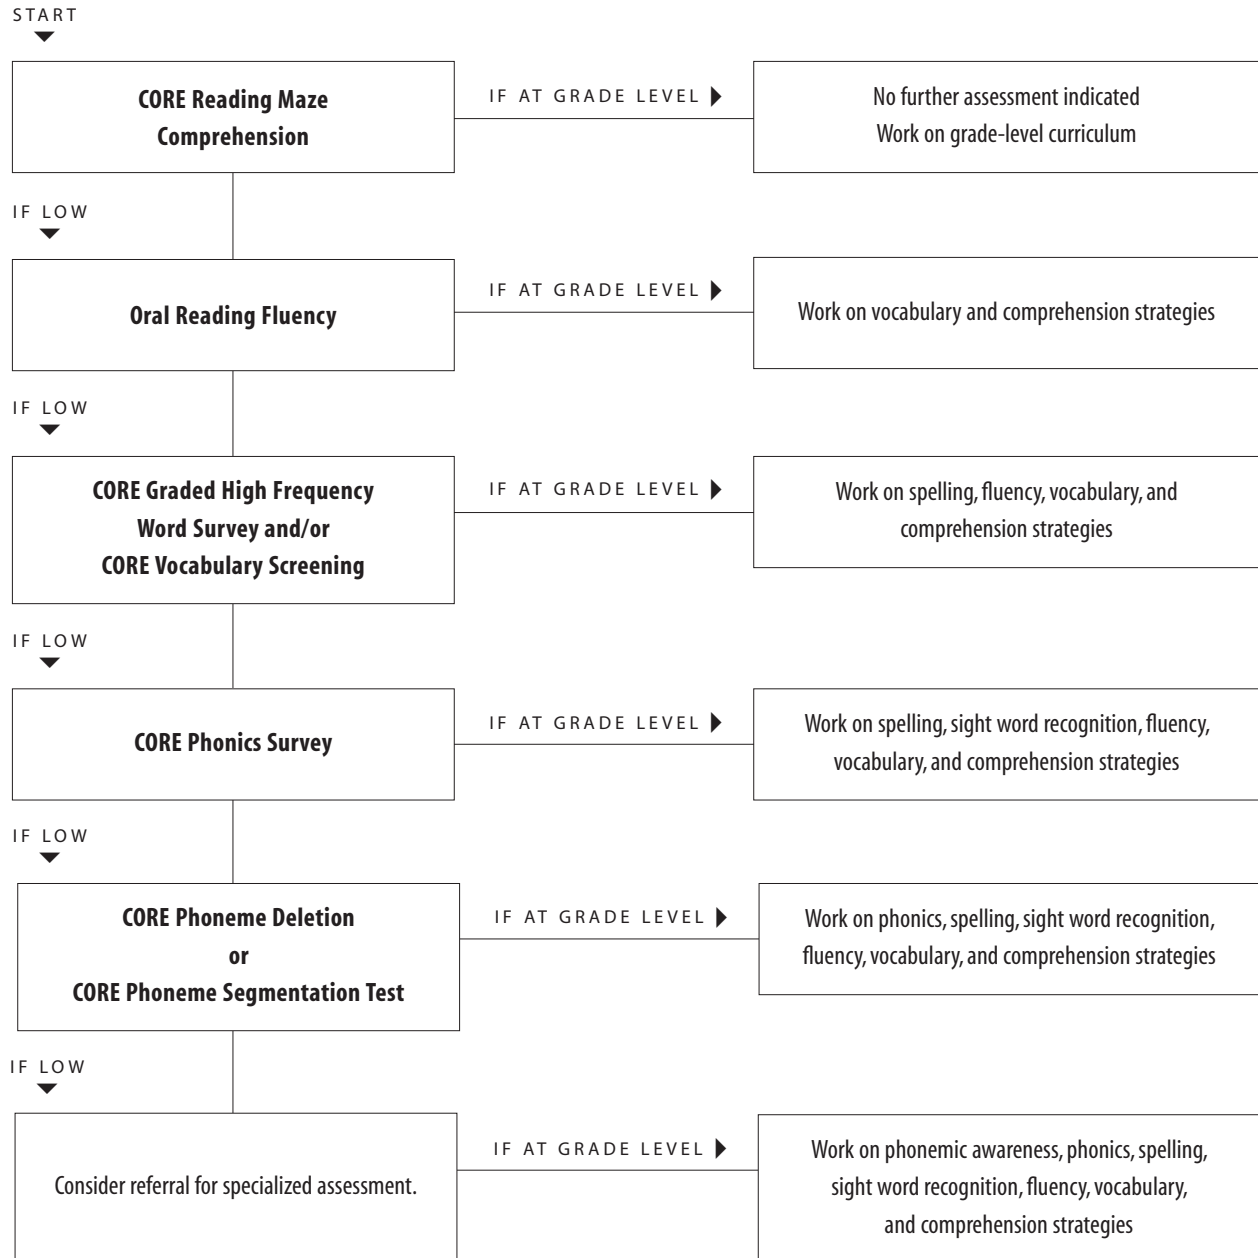 START
CORE Reading Maze
Comprehension
IF AT GRADE LEVEL
No further assessment indicated
Work on grade-level curriculum
IF LOW
Oral Reading Fluency
IF AT GRADE LEVEL
Work on vocabulary and comprehension strategies
IF LOW
CORE Graded High Frequency
Word Survey and/or
CORE Vocabulary Screening
IF AT GRADE LEVEL
Work on spelling, fluency, vocabulary, and
comprehension strategies
IF LOW
CORE Phonics Survey
IF AT GRADE LEVEL
Work on spelling, sight word recognition, fluency,
vocabulary, and comprehension strategies
IF LOW
CORE Phoneme Deletion
or
CORE Phoneme Segmentation Test
IF AT GRADE LEVEL
Work on phonics, spelling, sight word recognition,
fluency, vocabulary, and comprehension strategies
IF LOW
Consider referral for specialized assessment.
IF AT GRADE LEVEL
Work on phonemic awareness, phonics, spelling,
sight word recognition, fluency, vocabulary,
and comprehension strategies